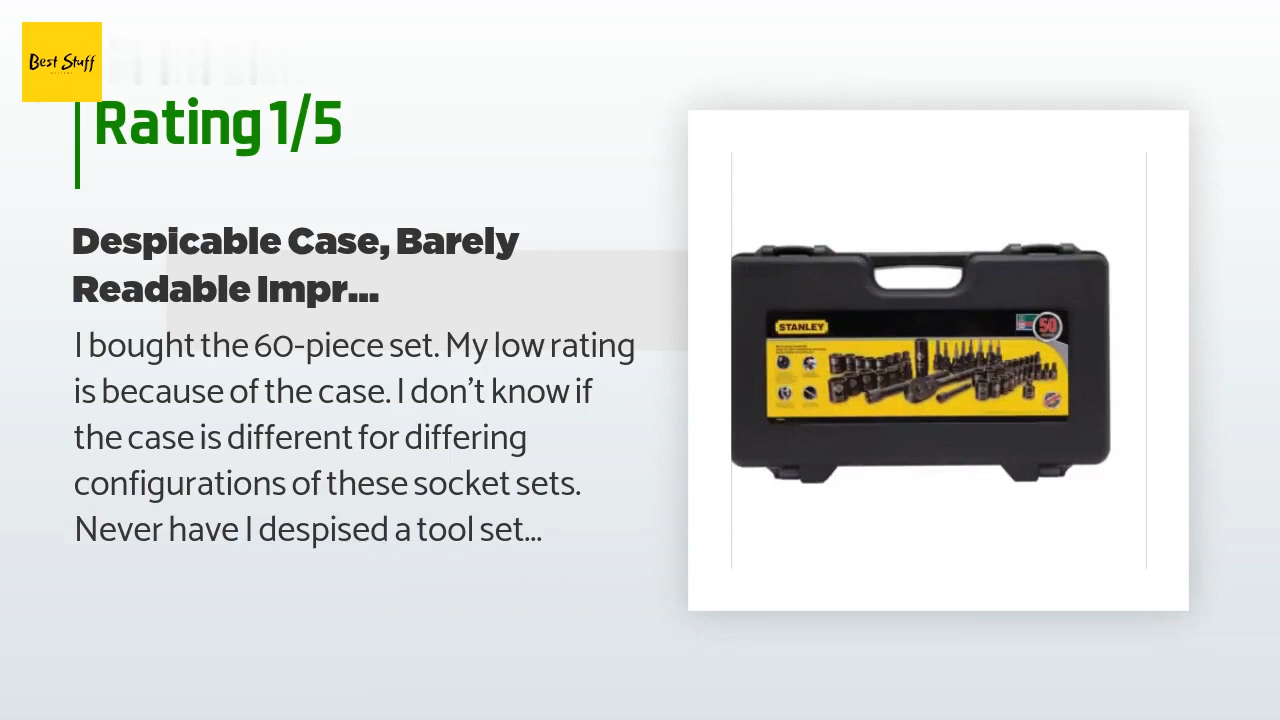 Best Stuff
Rating 1/5
Despicable Case, Barely
Readable Impr...
I bought the 60-piece set. My low rating
is because of the case. I don't know if
the case is different for differing
configurations of these socket sets.
Never have I despised a tool set...
STANLEY
50